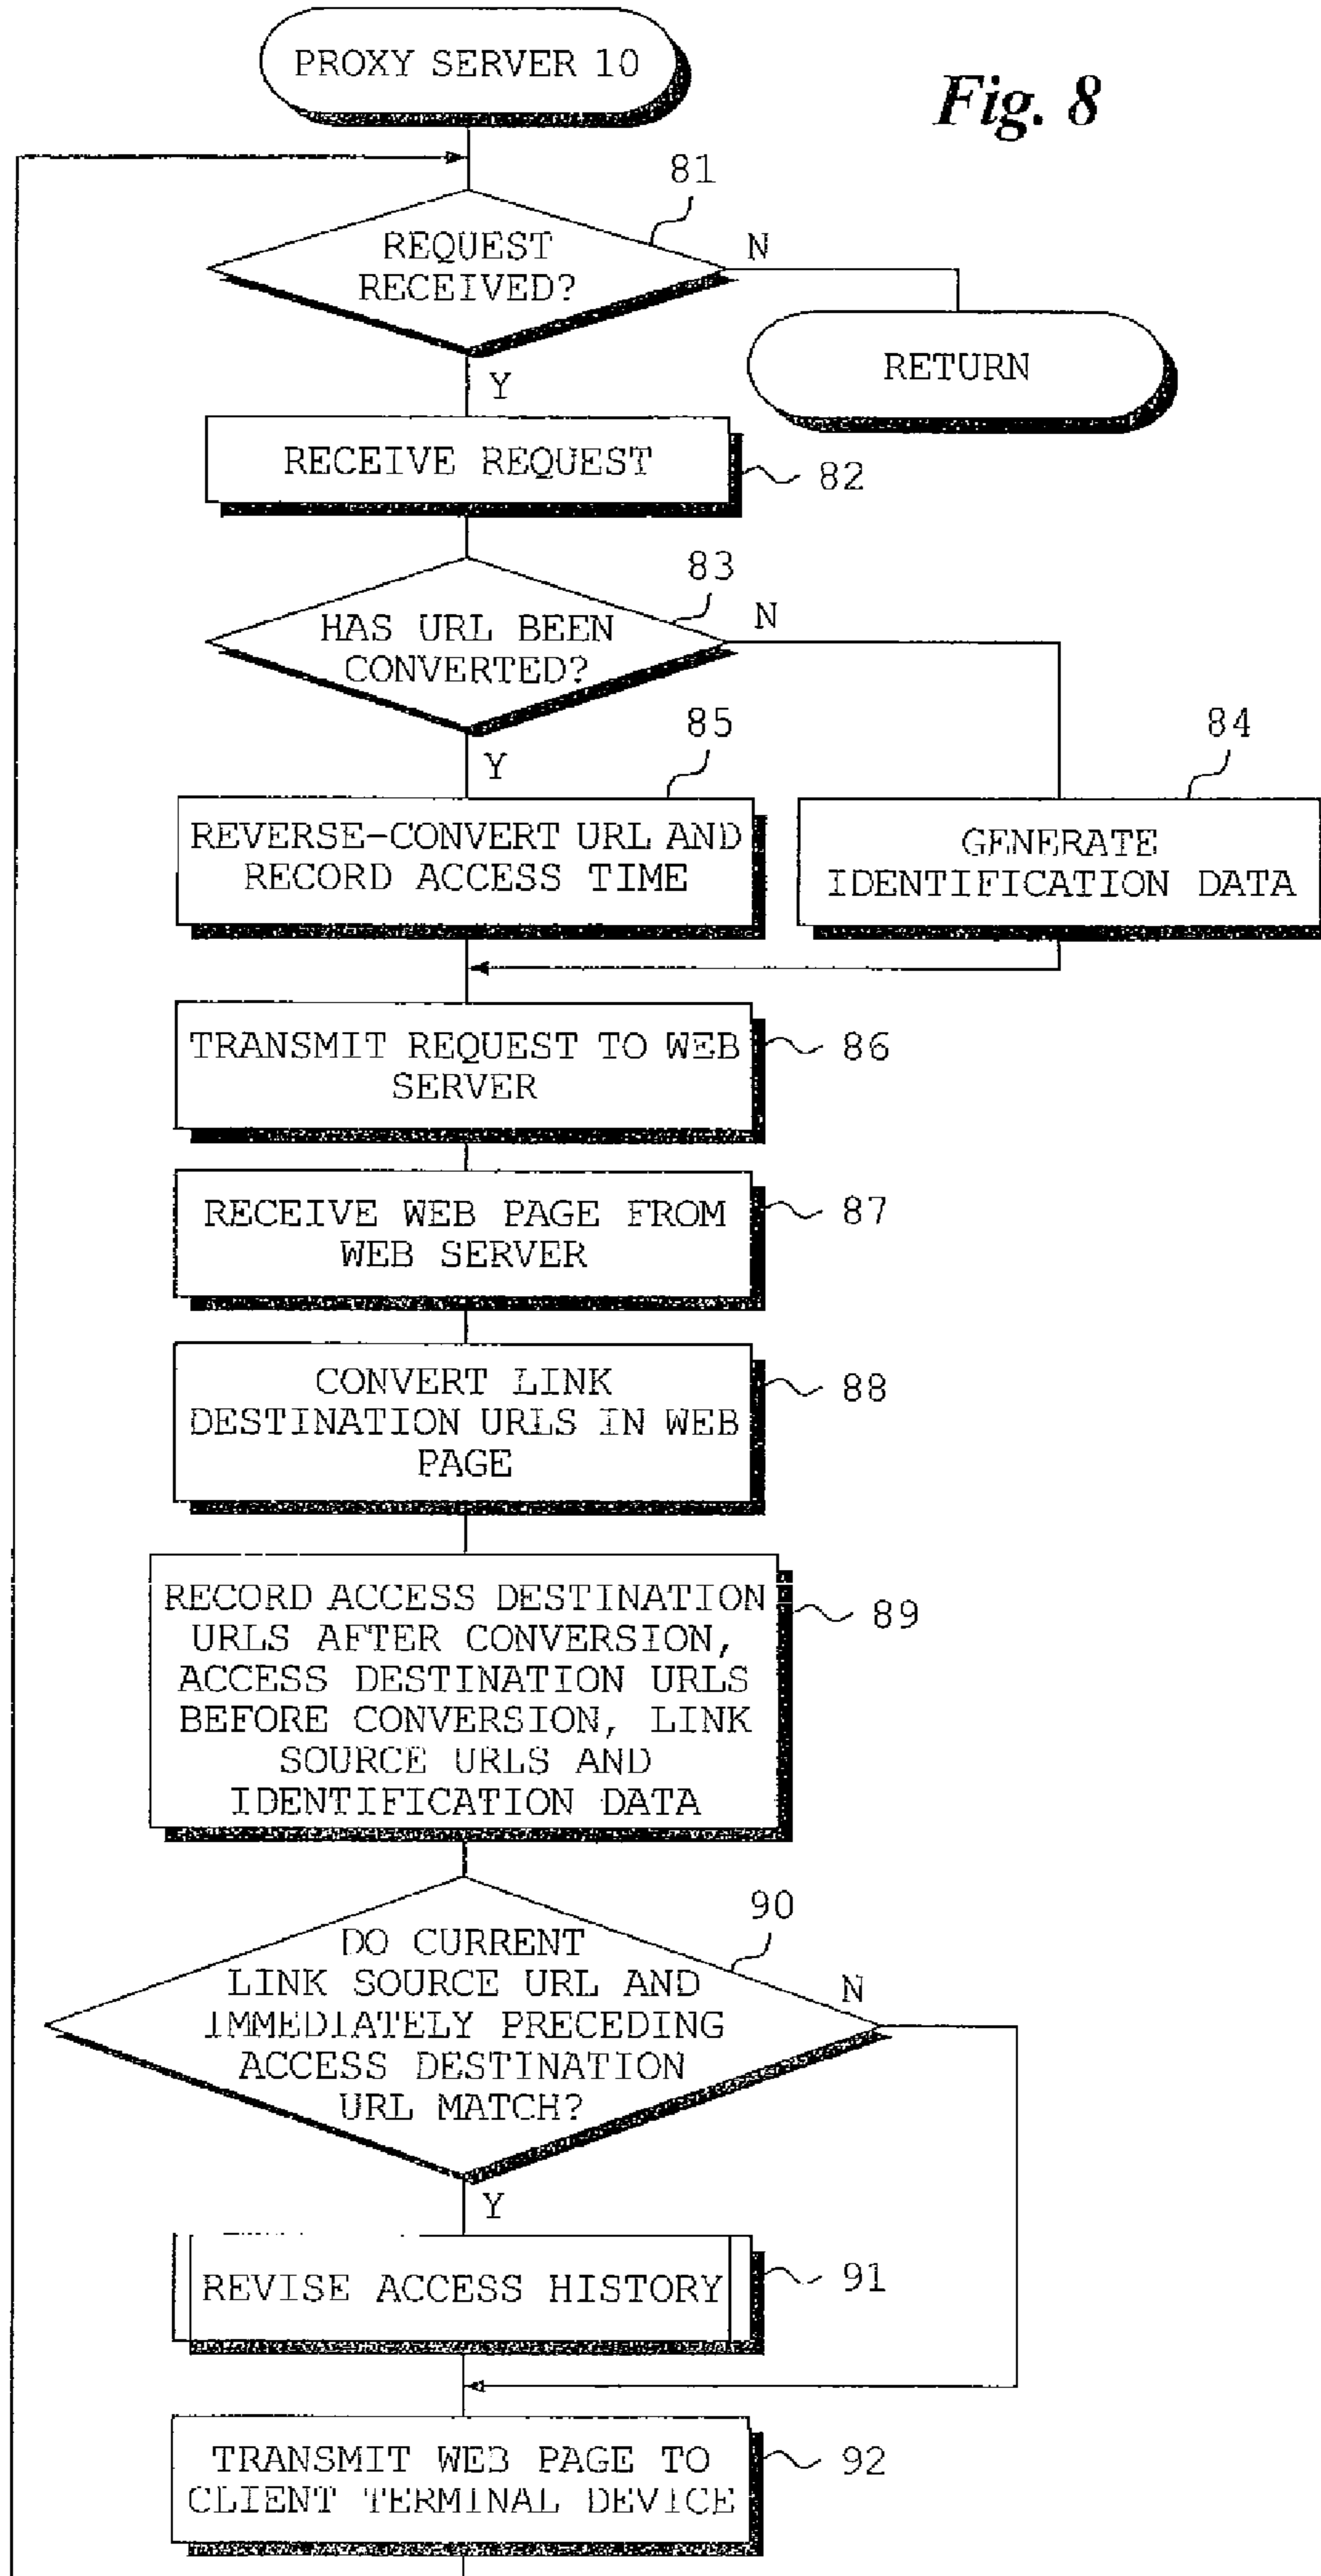 PROXY SERVER 10
Fig. 8
81
REQUEST
RECEIVED?
N
RETURN
Y
RECEIVE REQUEST
82
83
HAS URL BEEN
CONVERTED?
N
85
84
Y
REVERSE-CONVERT URL AND
RECORD ACCESS TIME
GENERATE
IDENTIFICATION DATA
TRANSMIT REQUEST TO WEB
SERVER
86
RECEIVE WEB PAGE FROM
WEB SERVER
87
CONVERT LINK
DESTINATION URLS IN WEB
PAGE
88
RECORD ACCESS DESTINATION
URLS AFTER CONVERSION,
ACCESS DESTINATION URLS
BEFORE CONVERSION, LINK
SOURCE URLS AND
IDENTIFICATION DATA
89
90
DO CURRENT
LINK SOURCE URL AND
IMMEDIATELY PRECEDING
ACCESS DESTINATION
URL MATCH?
N
Y
REVISE ACCESS HISTORY
91
TRANSMIT WEB PAGE TO
CLIENT TERMINAL DEVICE
92